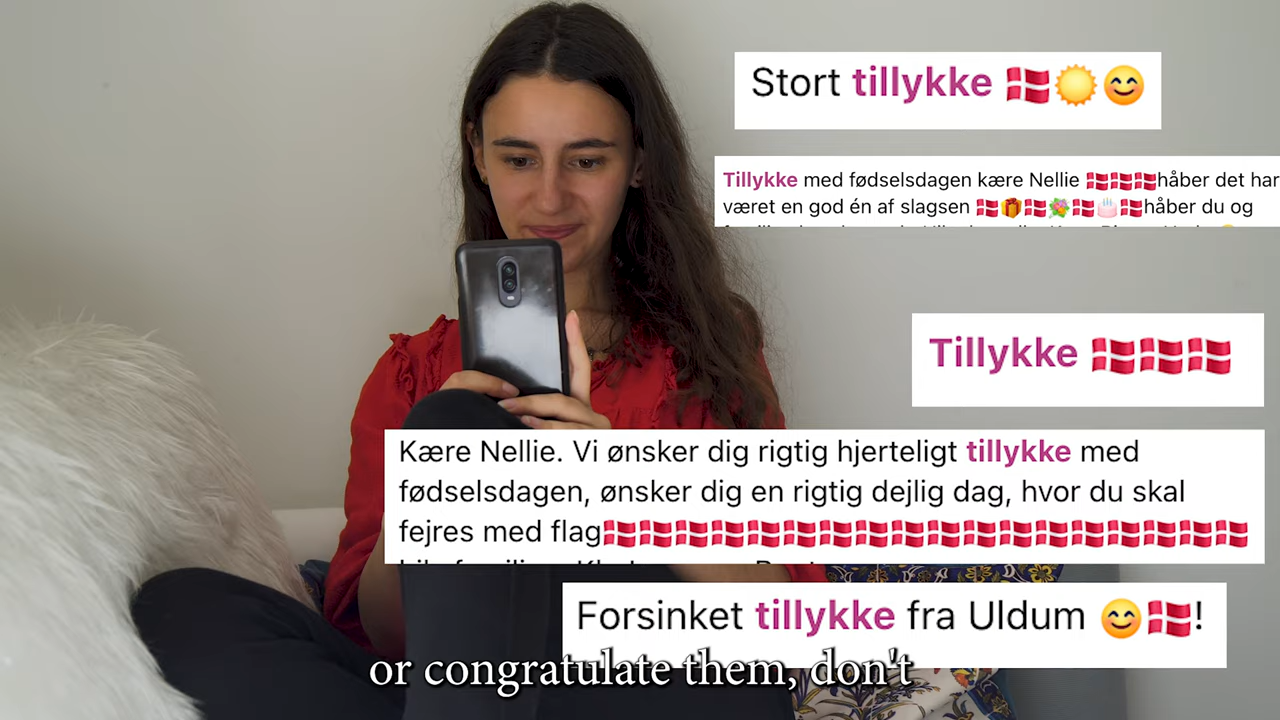 Stort tillykke 🇩🇰☀️😊
Tillykke med fødselsdagen kære Nellie 🇩🇰🇩🇰🇩🇰håber det har
været en god én af slagsen 🇩🇰🎁🇩🇰💐🇩🇰🎂🇩🇰håber du og
Tillykke 🇩🇰🇩🇰🇩🇰
Kære Nellie. Vi ønsker dig rigtig hjerteligt tillykke med
fødselsdagen, ønsker dig en rigtig dejlig dag, hvor du skal
fejres med flag🇩🇰🇩🇰🇩🇰🇩🇰🇩🇰🇩🇰🇩🇰🇩🇰🇩🇰🇩🇰🇩🇰🇩🇰🇩🇰🇩🇰🇩🇰🇩🇰🇩🇰🇩🇰
Forsinket tillykke fra Uldum 😊🇩🇰!
or congratulate them, don't